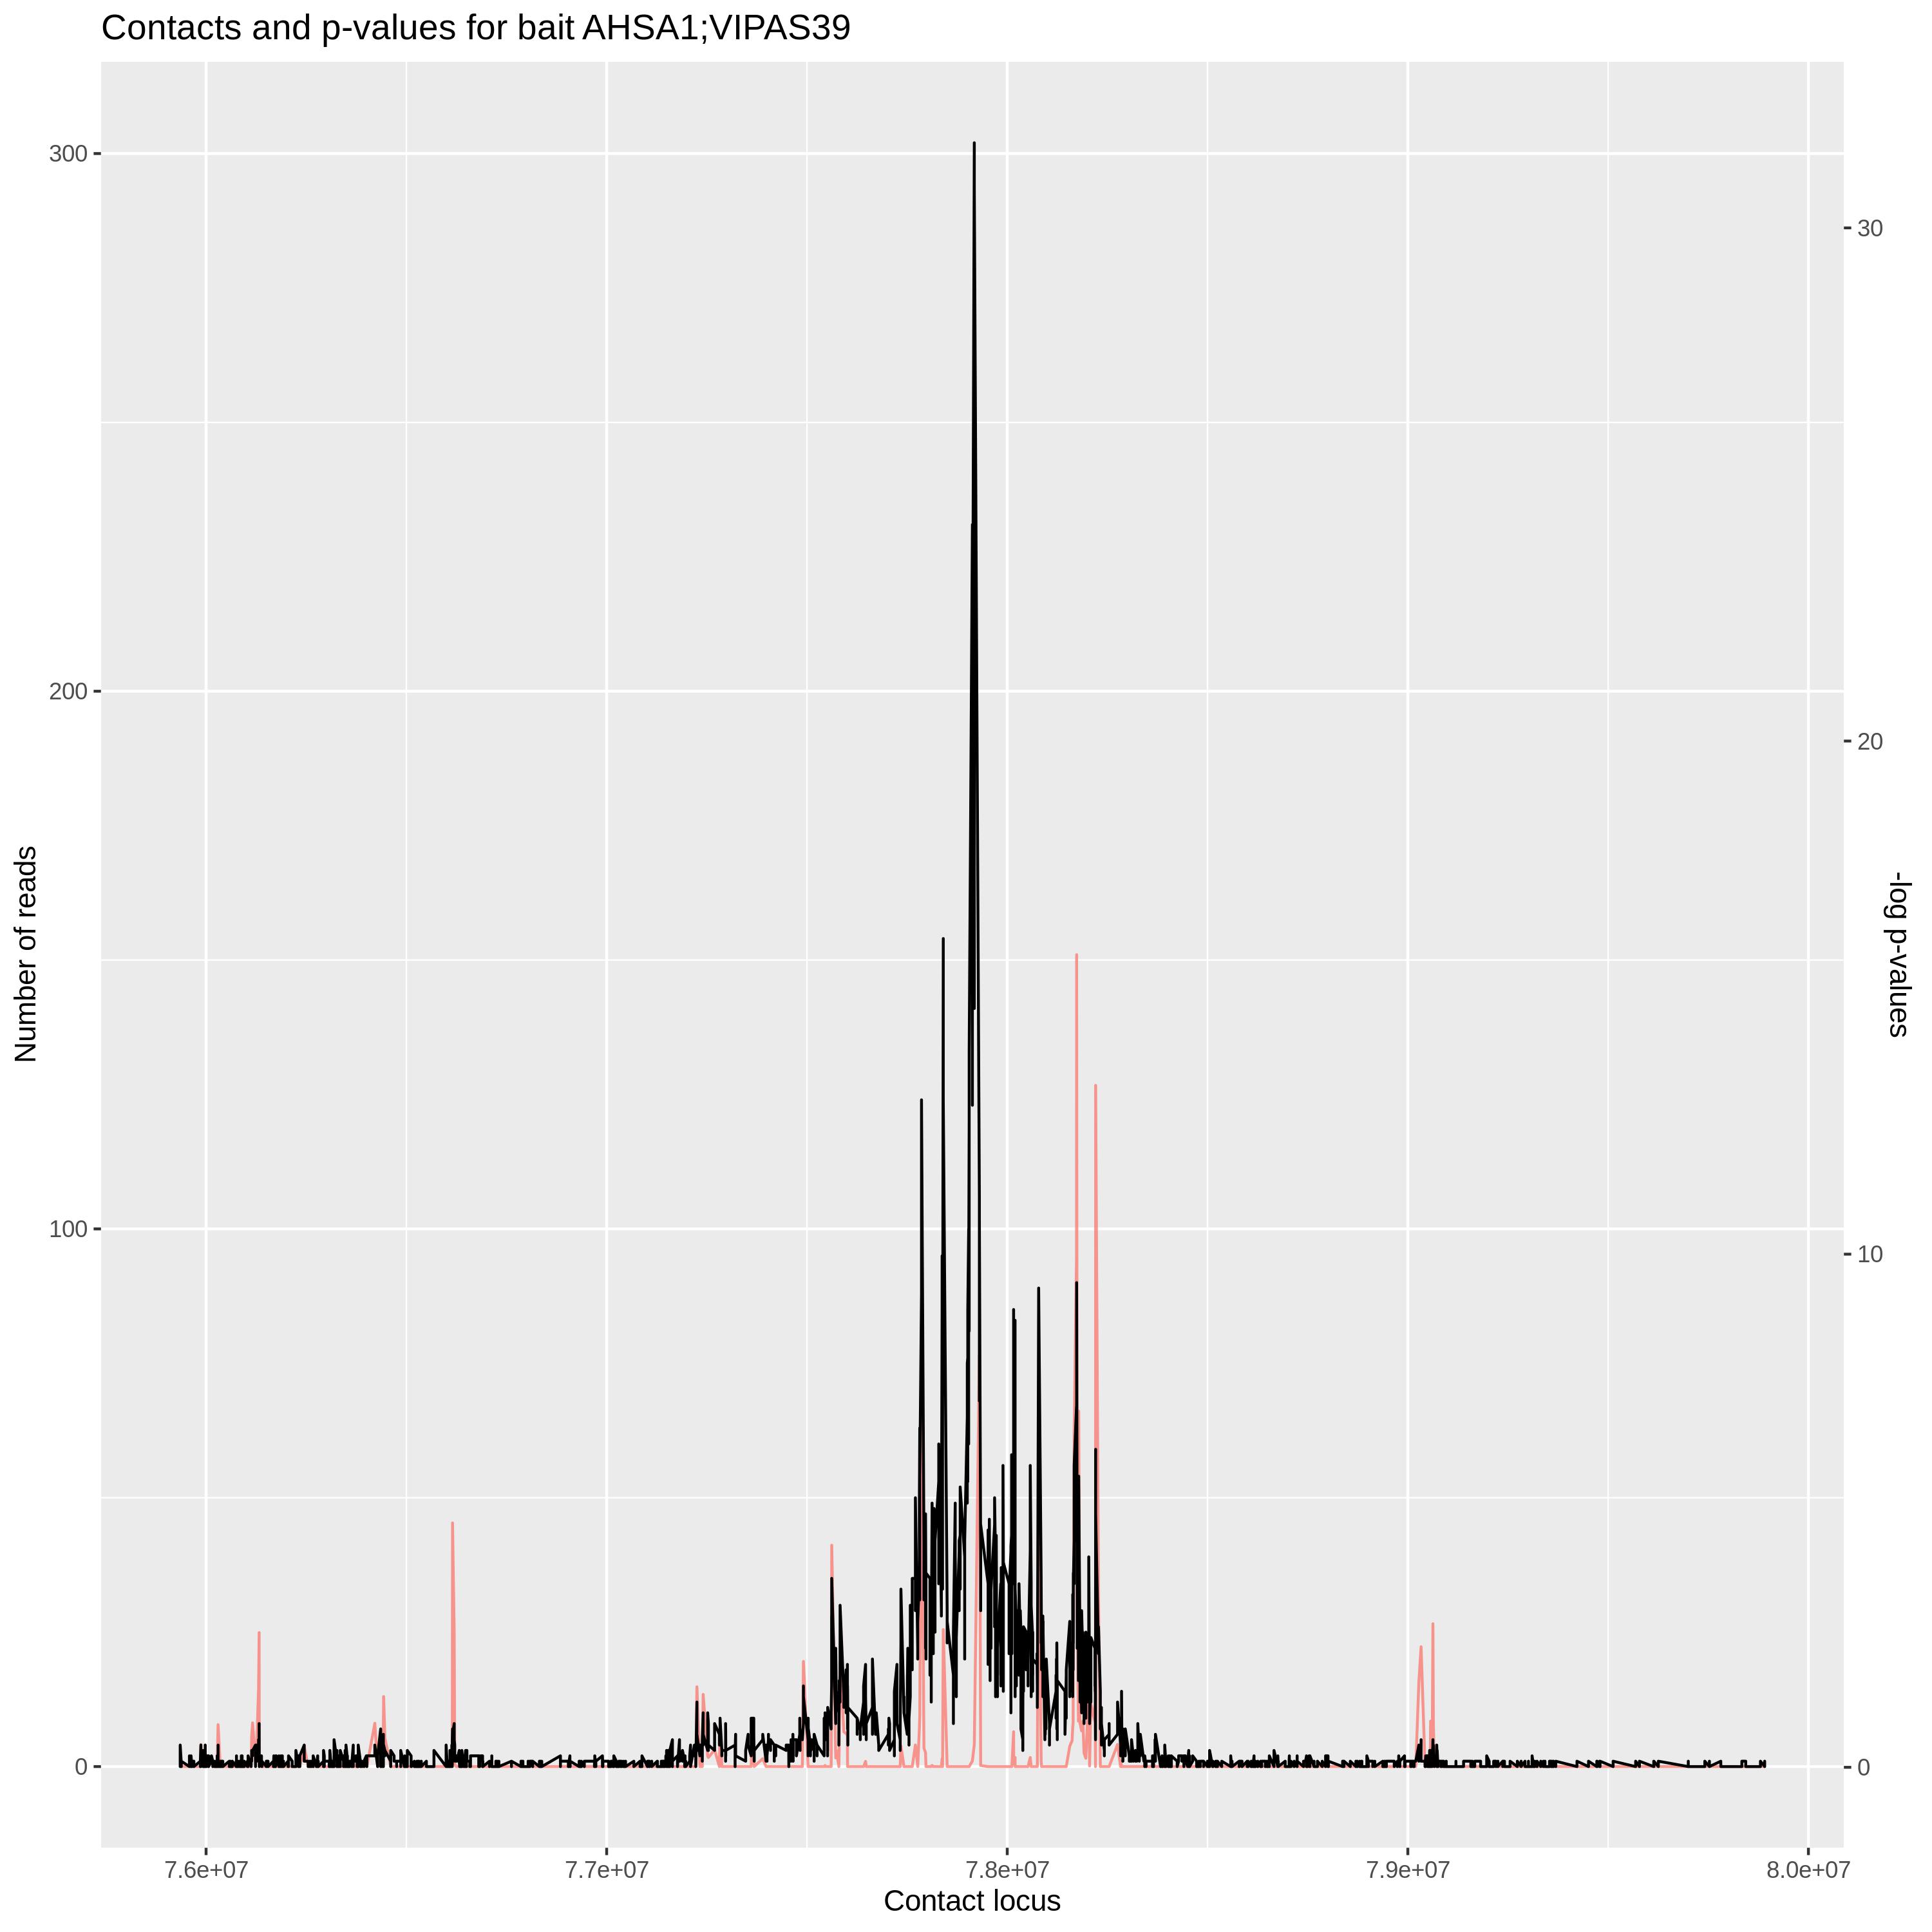 Contacts and p-values for bait AHSA1;VIPAS39
300
200
100
0
Number of reads
30
20
10
0
-log p-values
7.6e+07 7.7e+07 7.8e+07 7.9e+07 8.0e+07
Contact locus